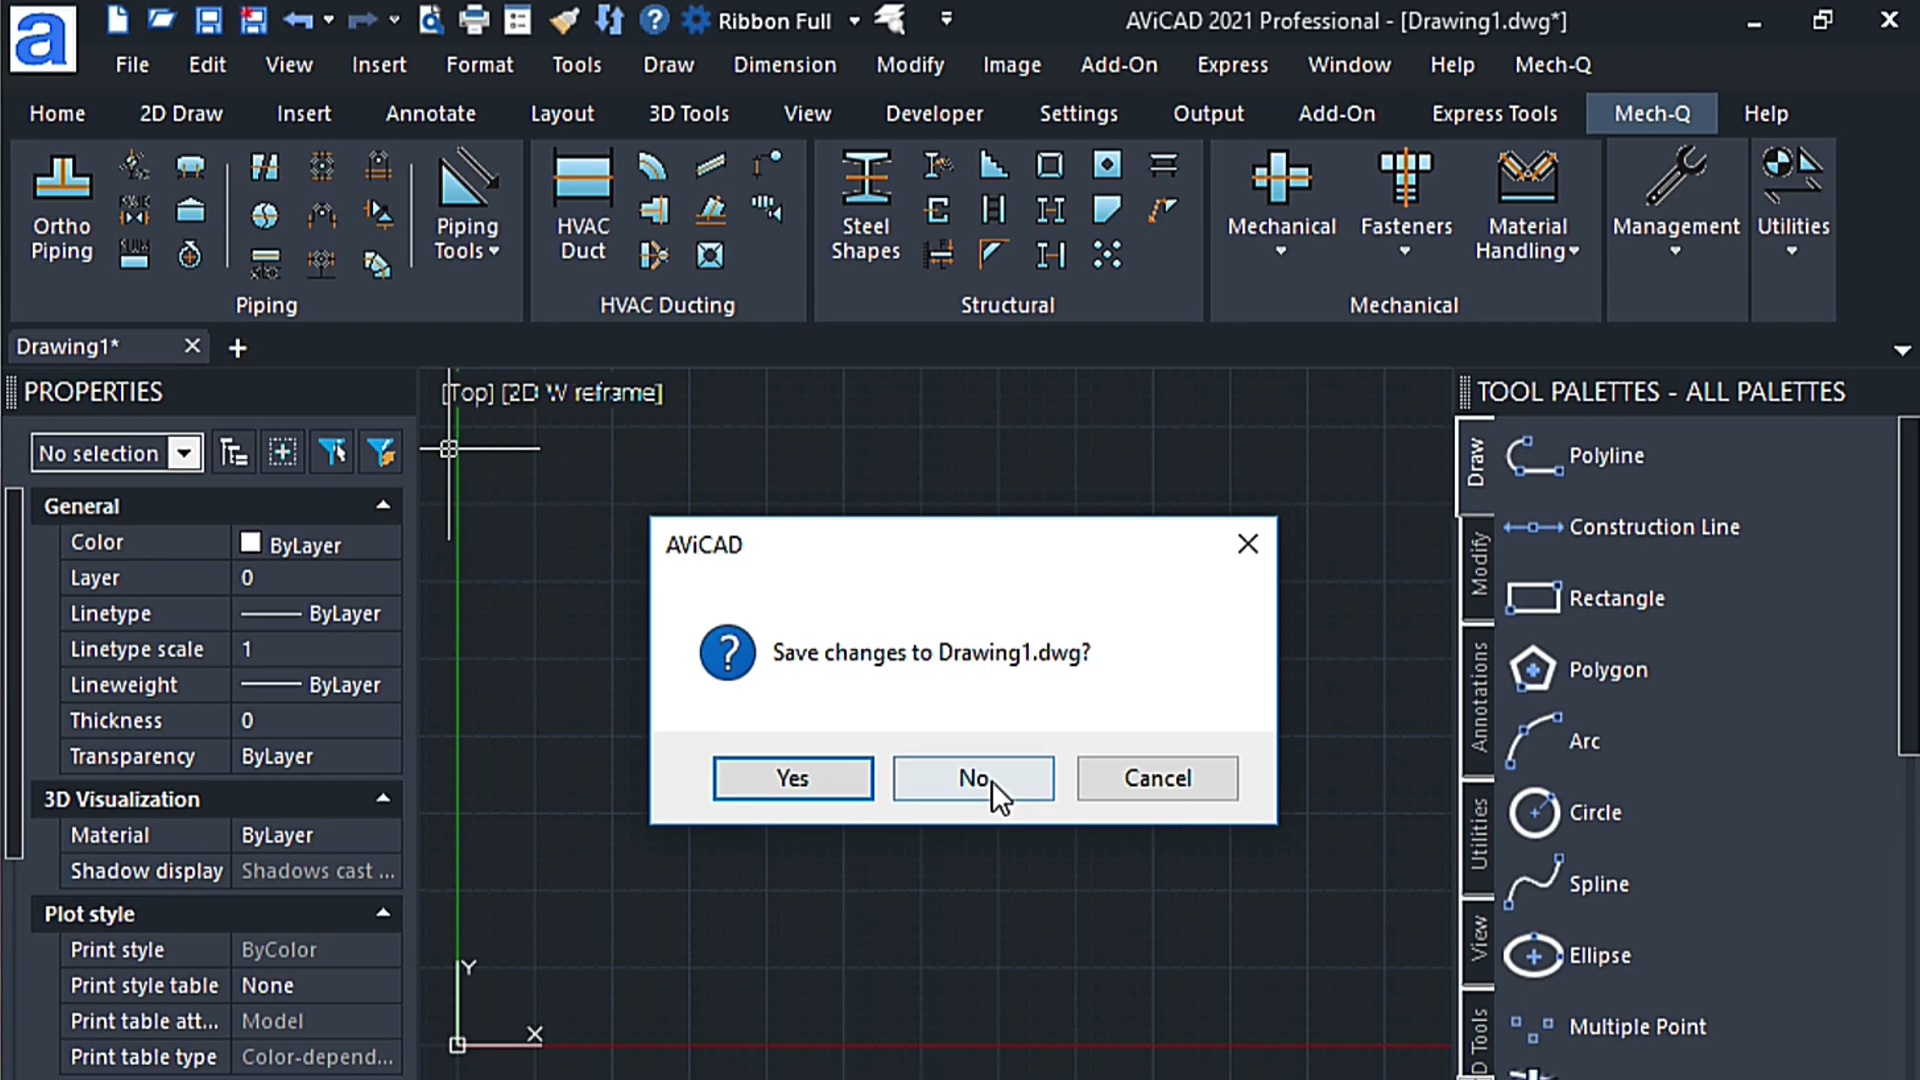 a
Ribbon Full
AViCAD 2021 Professional - [Drawing1.dwg*]
File Edit View Insert Format Tools Draw Dimension Modify Image Add-On Express Window Help Mech-Q
Home 2D Draw Insert Annotate Layout 3D Tools View Developer Settings Output Add-On Express Tools Mech-Q Help
Ortho Piping
Piping Tools
Piping
HVAC Duct
HVAC Ducting
Steel Shapes
Structural
Mechanical
Fasteners
Material Handling
Mechanical
Management
Utilities
Drawing1*
PROPERTIES
No selection
General
Color ByLayer
Layer 0
Linetype ByLayer
Linetype scale 1
Lineweight ByLayer
Thickness 0
Transparency ByLayer
3D Visualization
Material ByLayer
Shadow display Shadows cast ...
Plot style
Print style ByColor
Print style table None
Print table att... Model
Print table type Color-depend...
[Top] [2D W reframe]
Y
X
AViCAD
?
Save changes to Drawing1.dwg?
Yes
No
Cancel
TOOL PALETTES - ALL PALETTES
Draw
Modify
Annotations
Utilities
View
D Tools
Polyline
Construction Line
Rectangle
Polygon
Arc
Circle
Spline
Ellipse
Multiple Point